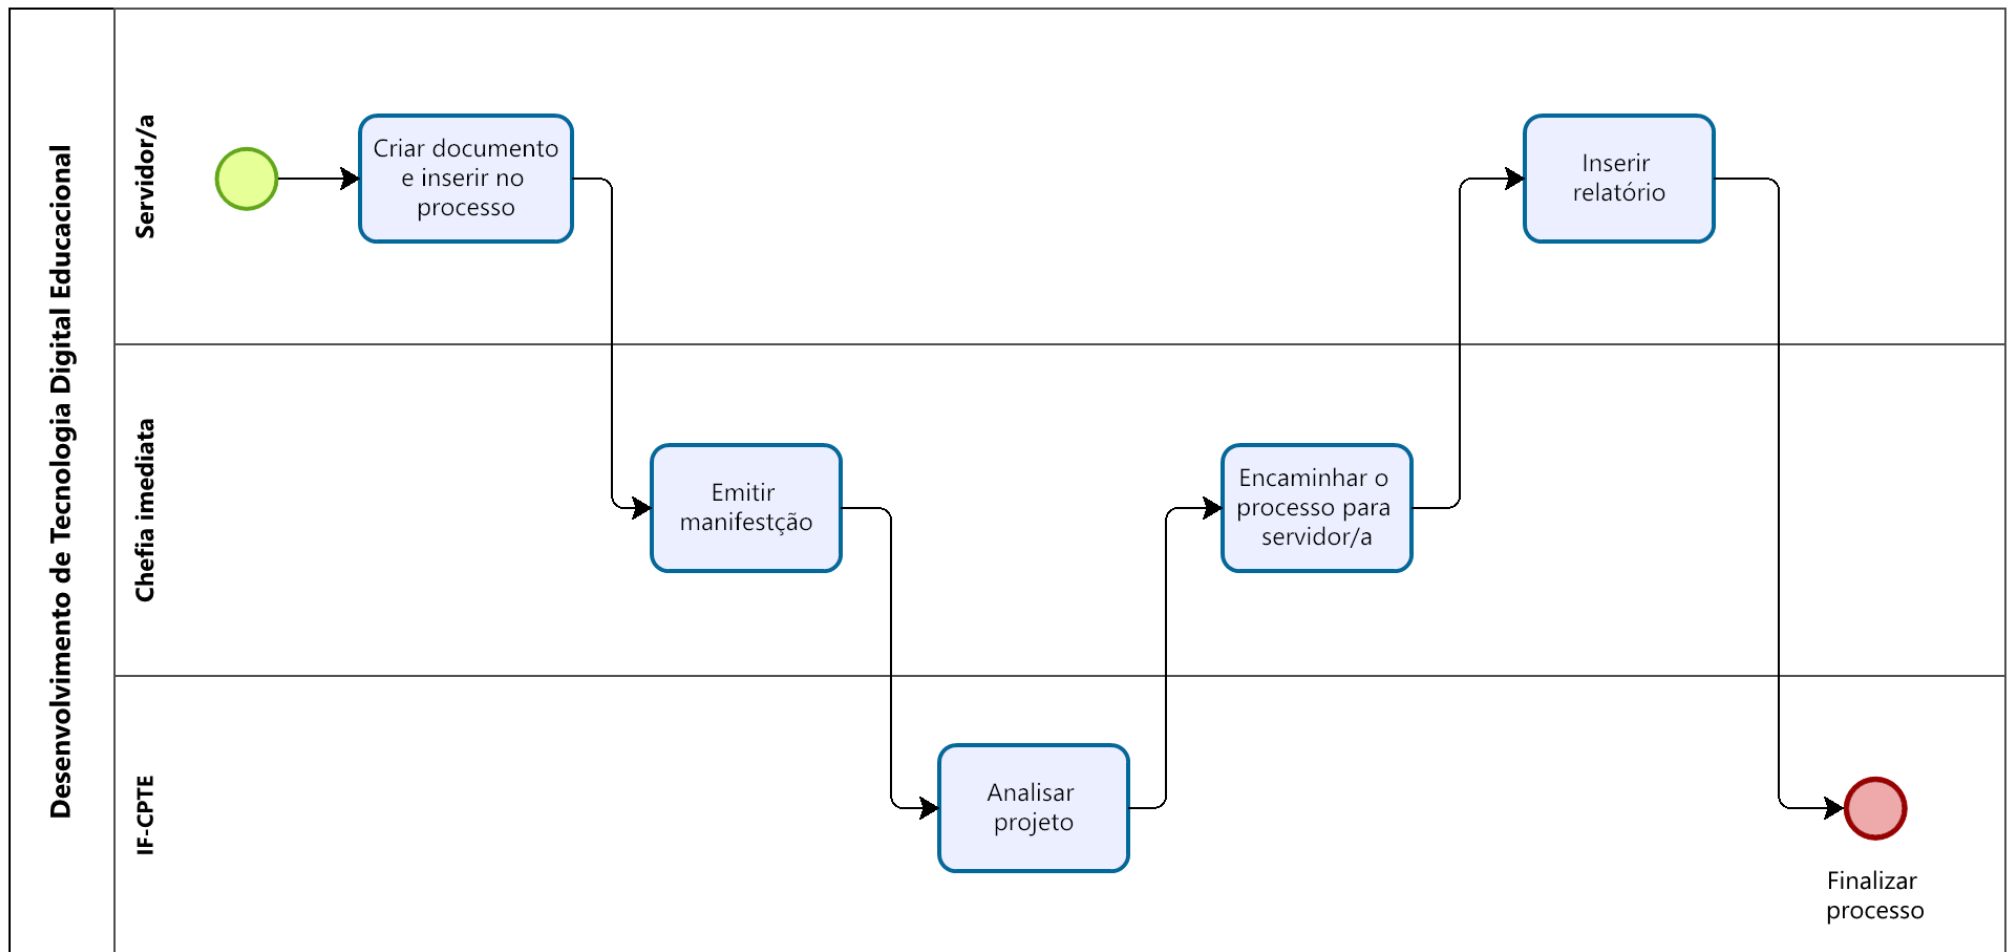 Desenvolvimento de Tecnologia Digital Educacional
Servidor/a
Criar documento
e inserir no
processo
Inserir
relatório
Chefia imediata
Emitir
manifestção
Encaminhar o
processo para
servidor/a
IF-CPTE
Analisar
projeto
Finalizar
processo